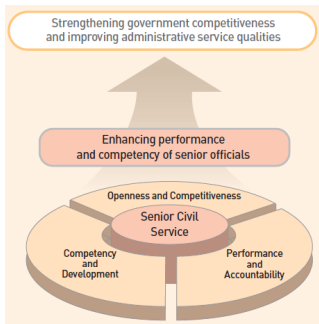 Strengthening government competitiveness
and improving administrative service qualities
Enhancing performance
and competency of senior officials
Openness and Competitiveness
Senior Civil
Service
Competency
and
Development
Performance
and
Accountability